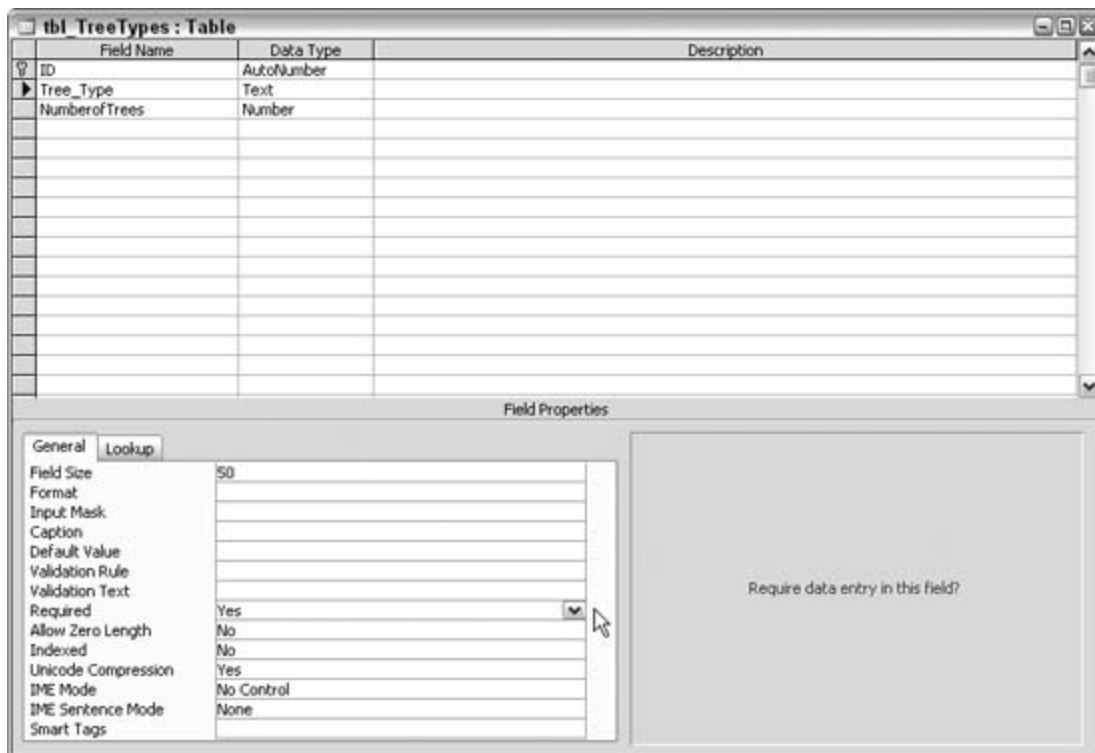 tbl_TreeTypes : Table
Field Name Data Type Description
ID AutoNumber
Tree_Type Text
NumberofTrees Number
Field Properties
General Lookup
Field Size 50
Format
Input Mask
Caption
Default Value
Validation Rule
Validation Text
Required Yes
Allow Zero Length No
Indexed No
Unicode Compression Yes
IME Mode No Control
IME Sentence Mode None
Smart Tags
Require data entry in this field?